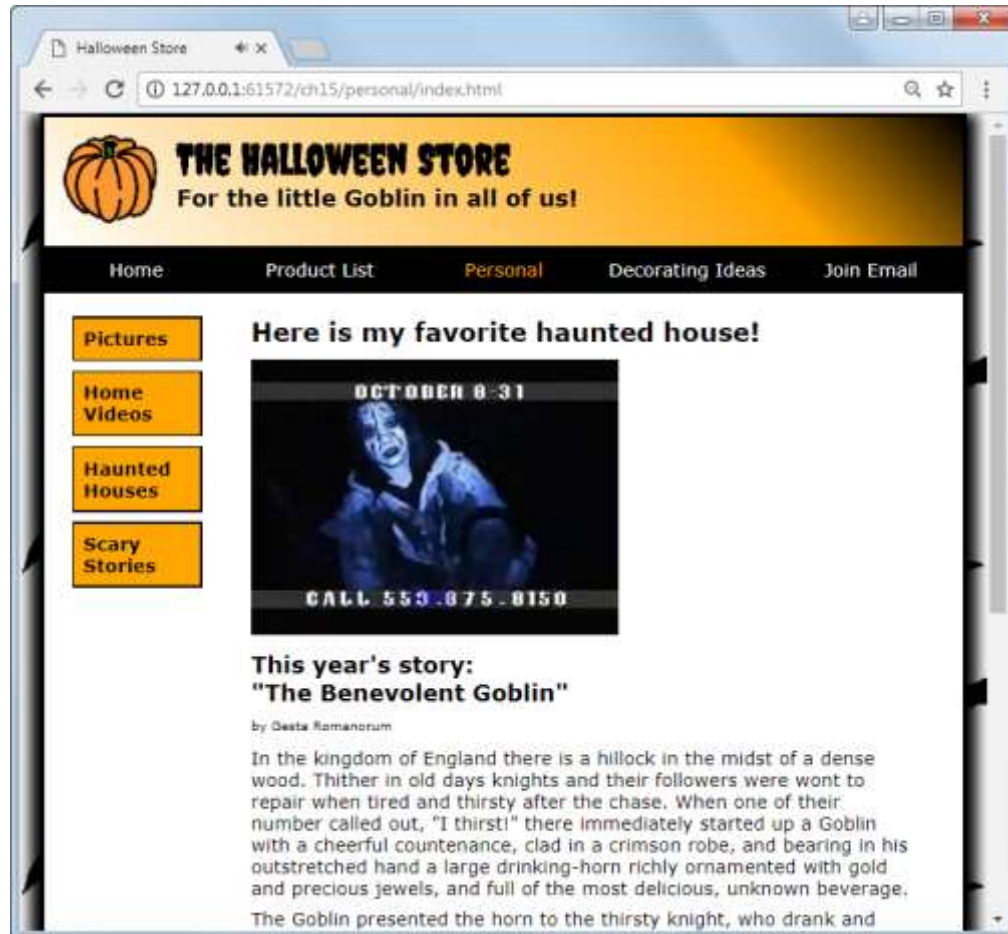 Halloween Store
127.0.0.1:61572/ch15/personal/index.html
THE HALLOWEEN STORE
For the little Goblin in all of us!
Home Product List Personal Decorating Ideas Join Email
Pictures
Home
Videos
Haunted
Houses
Scary
Stories
Here is my favorite haunted house!
OCTOBER 8-31
CALL 559.875.8150
This year's story:
"The Benevolent Goblin"
by Gesta Romanorum
In the kingdom of England there is a hillock in the midst of a dense
wood. Thither in old days knights and their followers were wont to
repair when tired and thirsty after the chase. When one of their
number called out, "I thirst!" there immediately started up a Goblin
with a cheerful countenance, clad in a crimson robe, and bearing in his
outstretched hand a large drinking-horn richly ornamented with gold
and precious jewels, and full of the most delicious, unknown beverage.
The Goblin presented the horn to the thirsty knight, who drank and